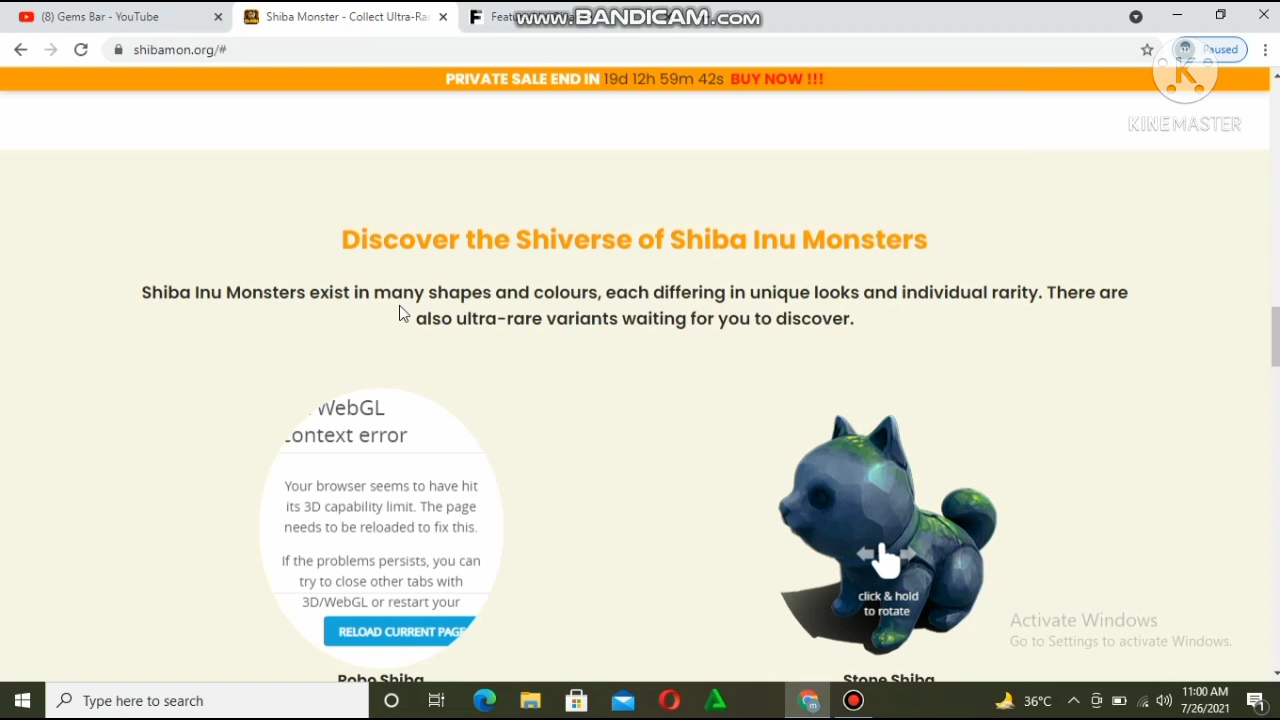 (8) Gems Bar - YouTube
Shiba Monster - Collect Ultra-Ra
www.BANDICAM.com
shibamon.org/#
Paused
PRIVATE SALE END IN 19d 12h 59m 42s BUY NOW !!!
K
KINEMASTER
Discover the Shiverse of Shiba Inu Monsters
Shiba Inu Monsters exist in many shapes and colours, each differing in unique looks and individual rarity. There are
also ultra-rare variants waiting for you to discover.
WebGL
context error
Your browser seems to have hit
its 3D capability limit. The page
needs to be reloaded to fix this.
If the problems persists, you can
try to close other tabs with
3D/WebGL or restart your
RELOAD CURRENT PAGE
click & hold
to rotate
Robo Shiba
Stone Shiba
Activate Windows
Go to Settings to activate Windows.
Type here to search
36°C
11:00 AM
7/26/2021
1